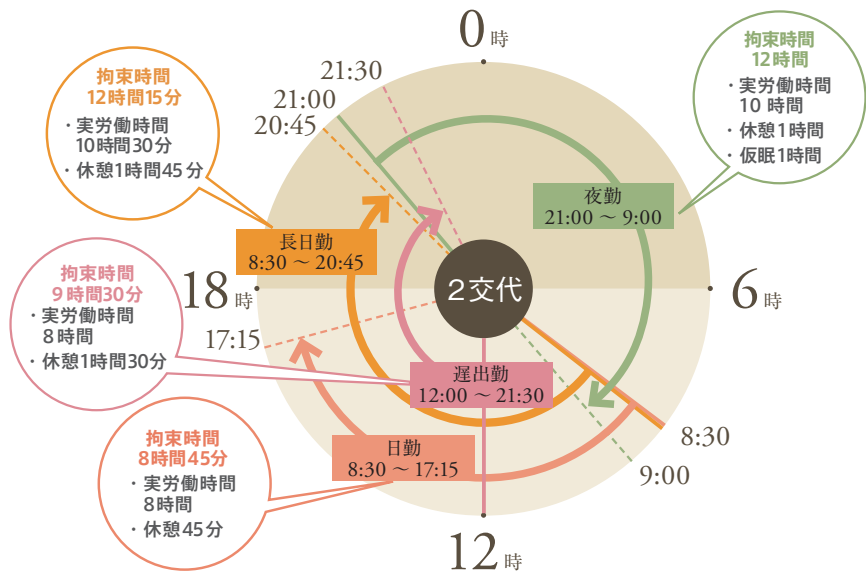 0時
21:30
21:00
20:45
拘束時間
12時間15分
・実労働時間
10時間30分
・休憩1時間45分
拘束時間
12時間
・実労働時間
10 時間
・休憩1時間
・仮眠1時間
夜勤
21:00 ～ 9:00
長日勤
8:30 ～ 20:45
2交代
18時
6時
拘束時間
9時間30分
・実労働時間
8時間
・休憩1時間30分
17:15
遅出勤
12:00 ～ 21:30
日勤
8:30 ～ 17:15
8:30
9:00
拘束時間
8時間45分
・実労働時間
8時間
・休憩45分
12時